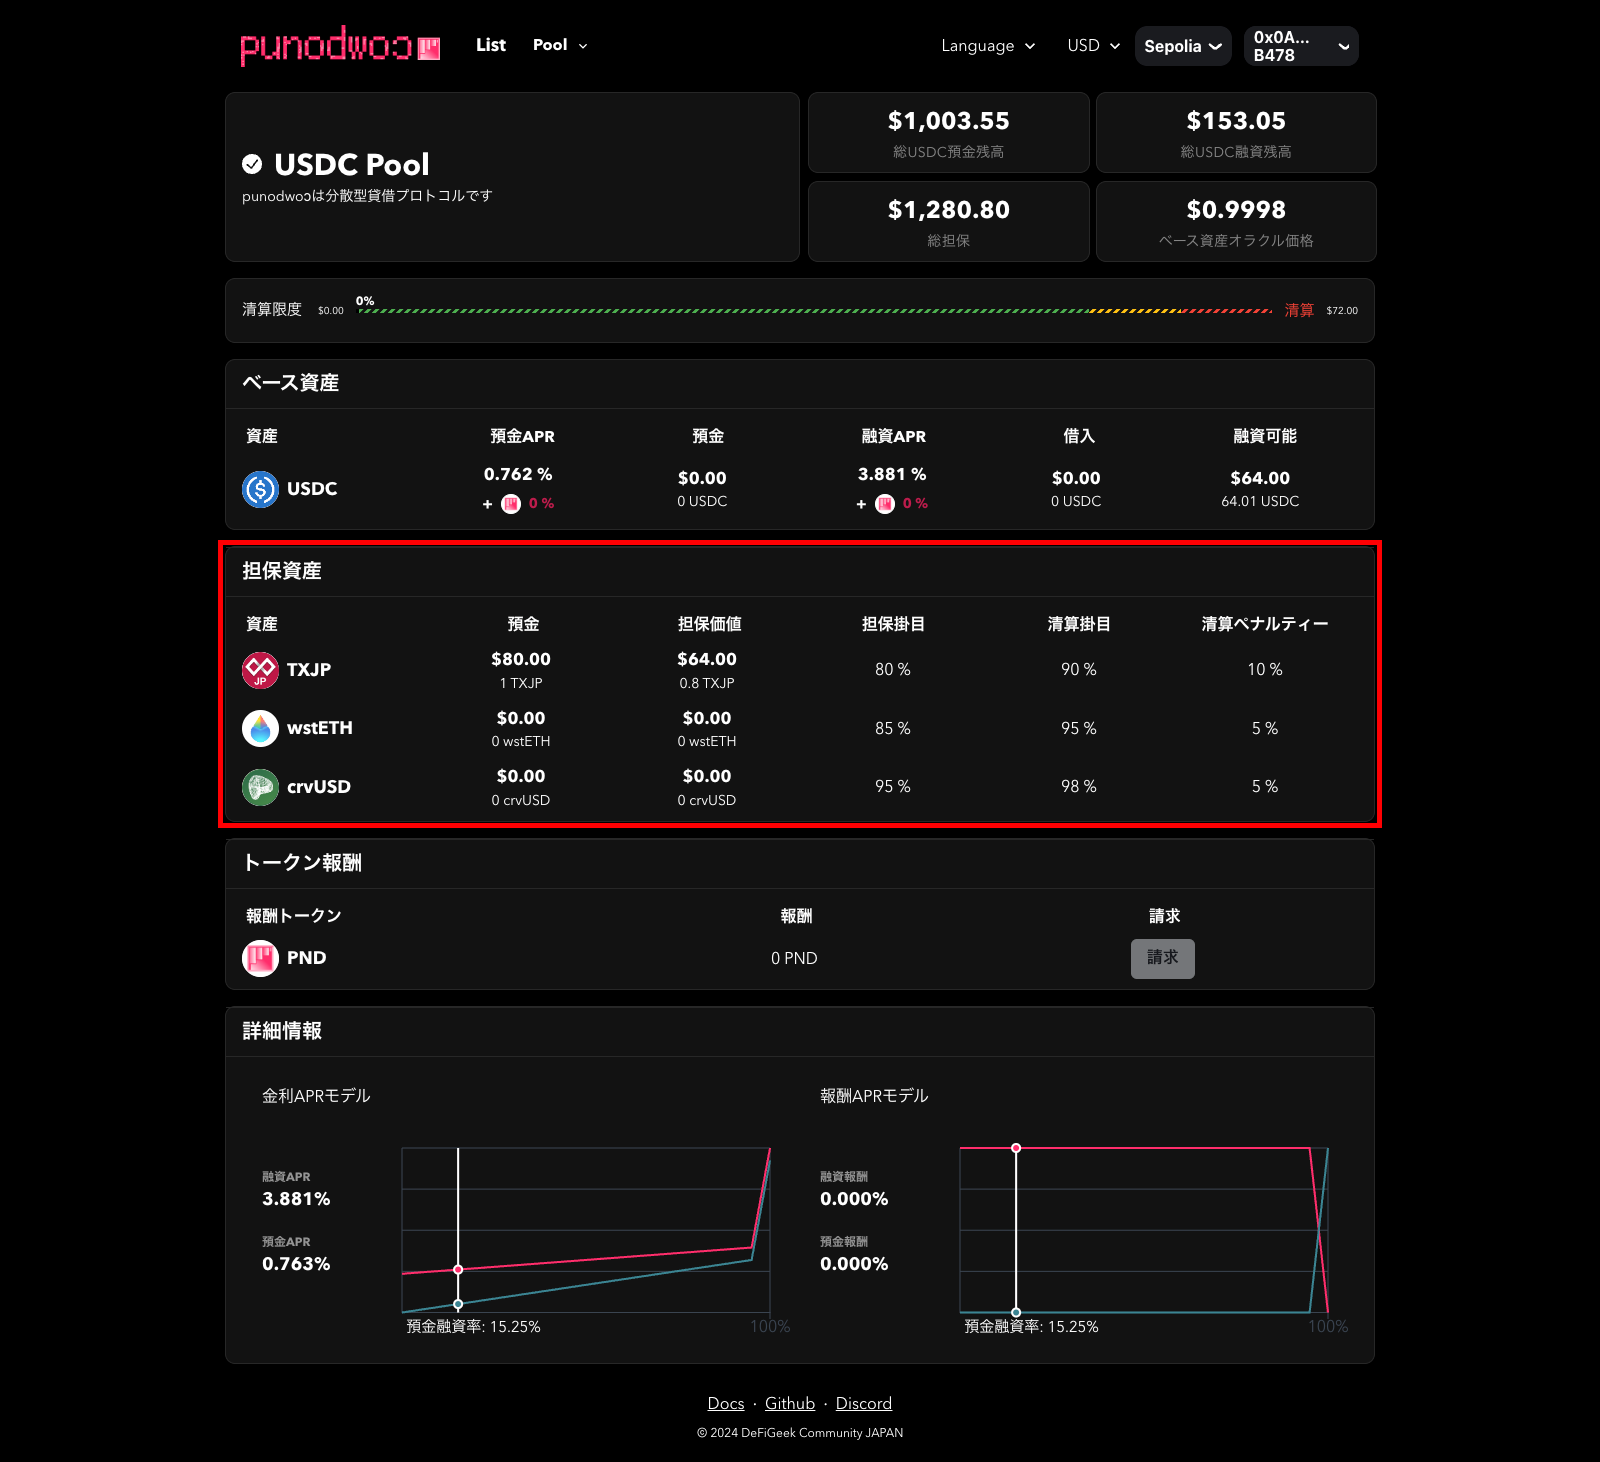 punodwoɔ
List
Pool
Language
USD
Sepolia
0x0A...
B478
USDC Pool
punodwoɔは分散型貸借プロトコルです
$1,003.55
総USDC預金残高
$153.05
総USDC融資残高
$1,280.80
総担保
$0.9998
ベース資産オラクル価格
清算限度 $0.00 0% 清算 $72.00
ベース資産
資産 預金APR 預金 融資APR 借入 融資可能
USDC
0.762 %
+ 0 %
$0.00
0 USDC
3.881 %
+ 0 %
$0.00
0 USDC
$64.00
64.01 USDC
担保資産
資産 預金 担保価値 担保掛目 清算掛目 清算ペナルティー
TXJP
JP
$80.00
1 TXJP
$64.00
0.8 TXJP
80 % 90 % 10 %
wstETH
$0.00
0 wstETH
$0.00
0 wstETH
85 % 95 % 5 %
crvUSD
$0.00
0 crvUSD
$0.00
0 crvUSD
95 % 98 % 5 %
トークン報酬
報酬トークン 報酬 請求
PND 0 PND 請求
詳細情報
金利APRモデル
融資APR
3.881%
預金APR
0.763%
預金融資率: 15.25% 100%
報酬APRモデル
融資報酬
0.000%
預金報酬
0.000%
預金融資率: 15.25% 100%
Docs · Github · Discord
© 2024 DeFiGeek Community JAPAN